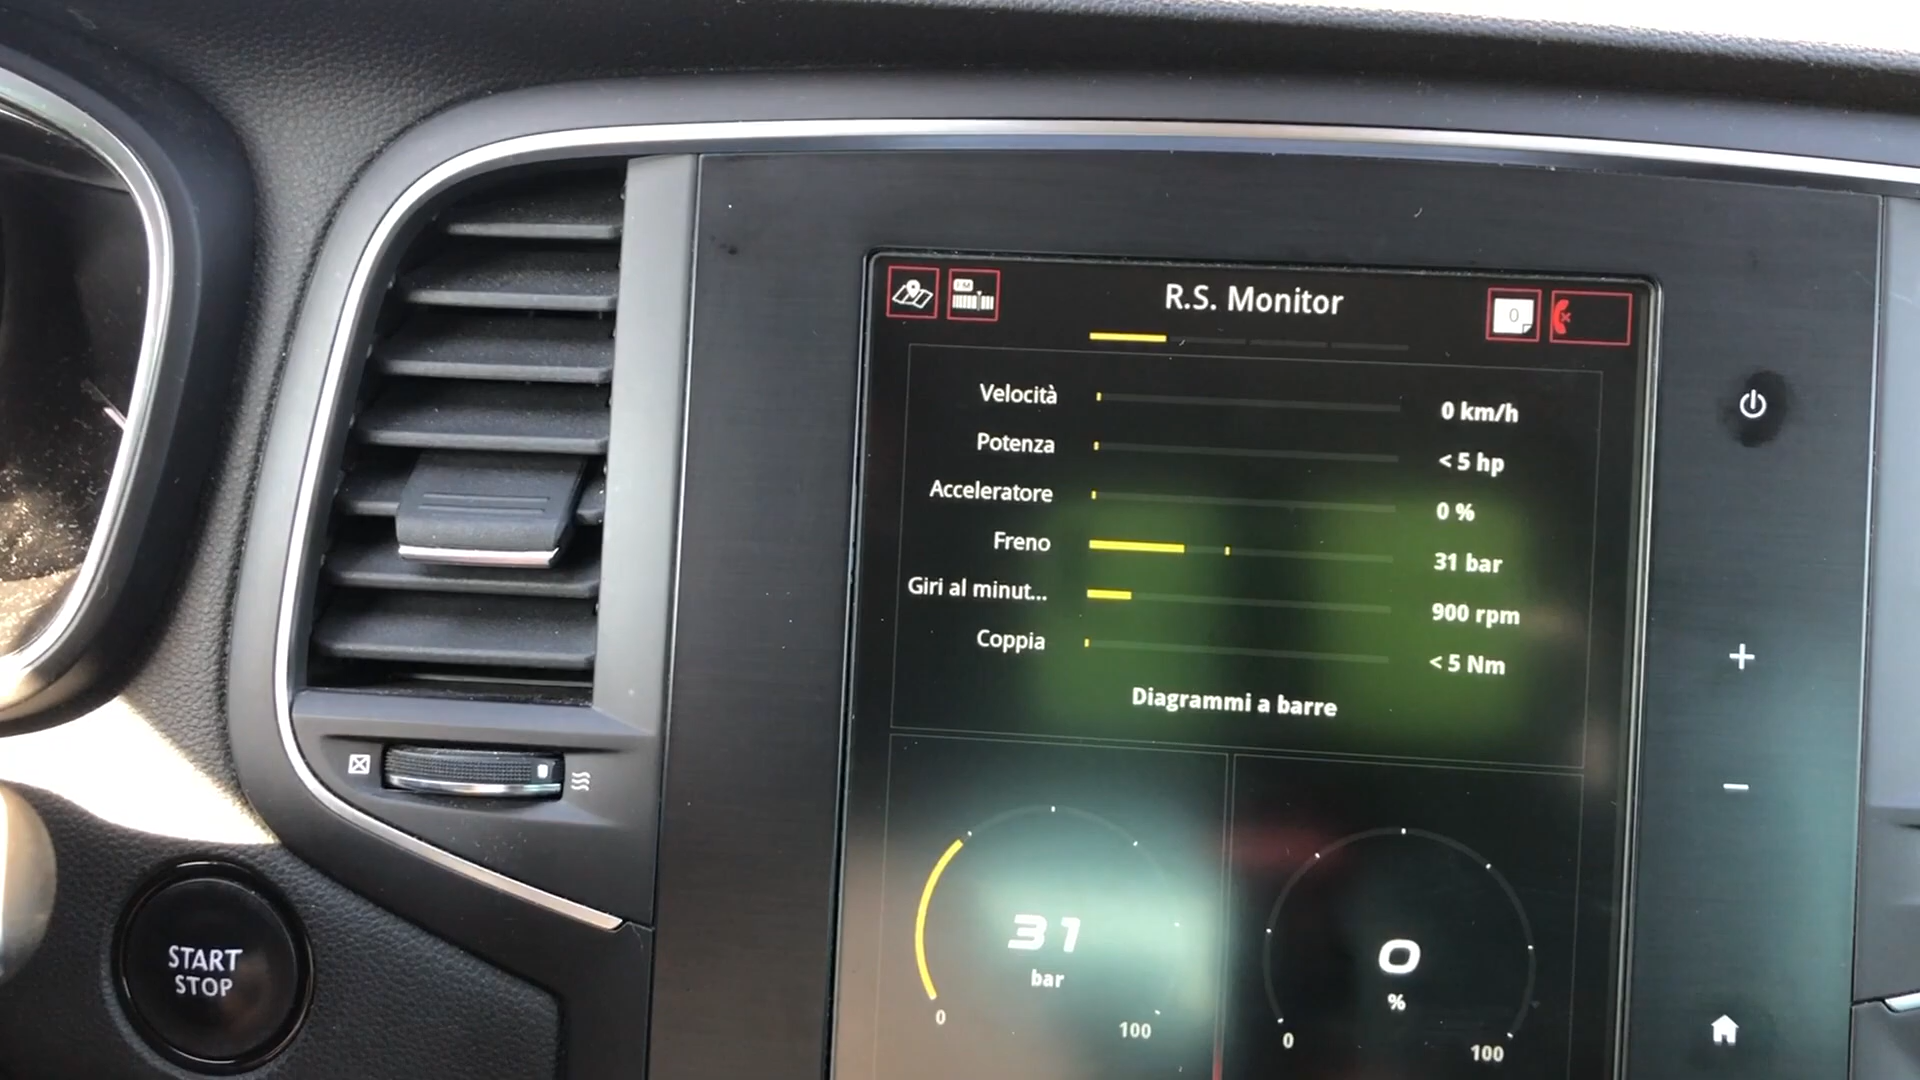 R.S. Monitor
0
Velocità 0 km/h
Potenza < 5 hp
Acceleratore 0 %
Freno 31 bar
Giri al minut... 900 rpm
Coppia < 5 Nm
Diagrammi a barre
31
bar
0 100
0
%
0 100
START
STOP